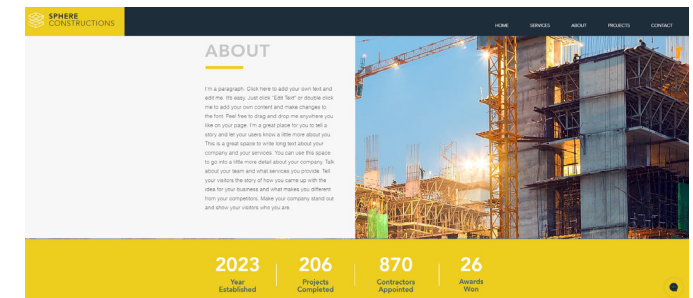 SPHERE
CONSTRUCTIONS
HOME SERVICES ABOUT PROJECTS CONTACT
ABOUT
I'm a paragraph. Click here to add your own text and
edit me. It's easy. Just click "Edit Text" or double click
me to add your own content and make changes to
the font. Feel free to drag and drop me anywhere you
like on your page. I'm a great place for you to tell a
story and let your users know a little more about you.
This is a great space to write long text about your
company and your services. You can use this space
to go into a little more detail about your company. Talk
about your team and what services you provide. Tell
your visitors the story of how you came up with the
idea for your business and what makes you different
from your competitors. Make your company stand out
and show your visitors who you are.
2023 206 870 26
Year Projects Contractors Awards
Established Completed Appointed Won